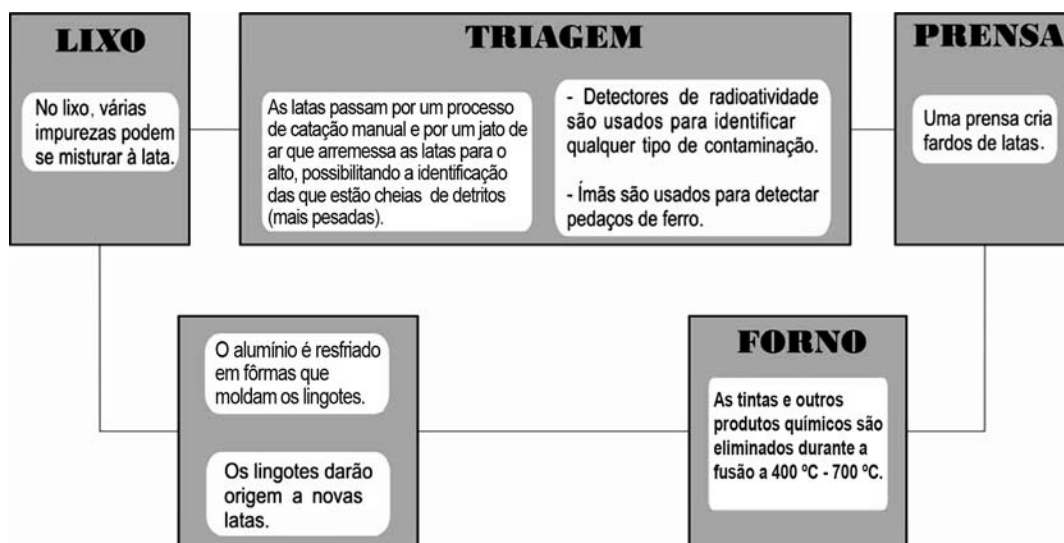 LIXO
No lixo, várias
impurezas podem
se misturar à lata.
TRIAGEM
As latas passam por um processo
de catação manual e por um jato de
ar que arremessa as latas para o
alto, possibilitando a identificação
das que estão cheias de detritos
(mais pesadas).
- Detectores de radioatividade
são usados para identificar
qualquer tipo de contaminação.
- Ímãs são usados para detectar
pedaços de ferro.
PRENSA
Uma prensa cria
fardos de latas.
FORNO
As tintas e outros
produtos químicos são
eliminados durante a
fusão a 400 ºC - 700 ºC.
O alumínio é resfriado
em fôrmas que
moldam os lingotes.
Os lingotes darão
origem a novas
latas.